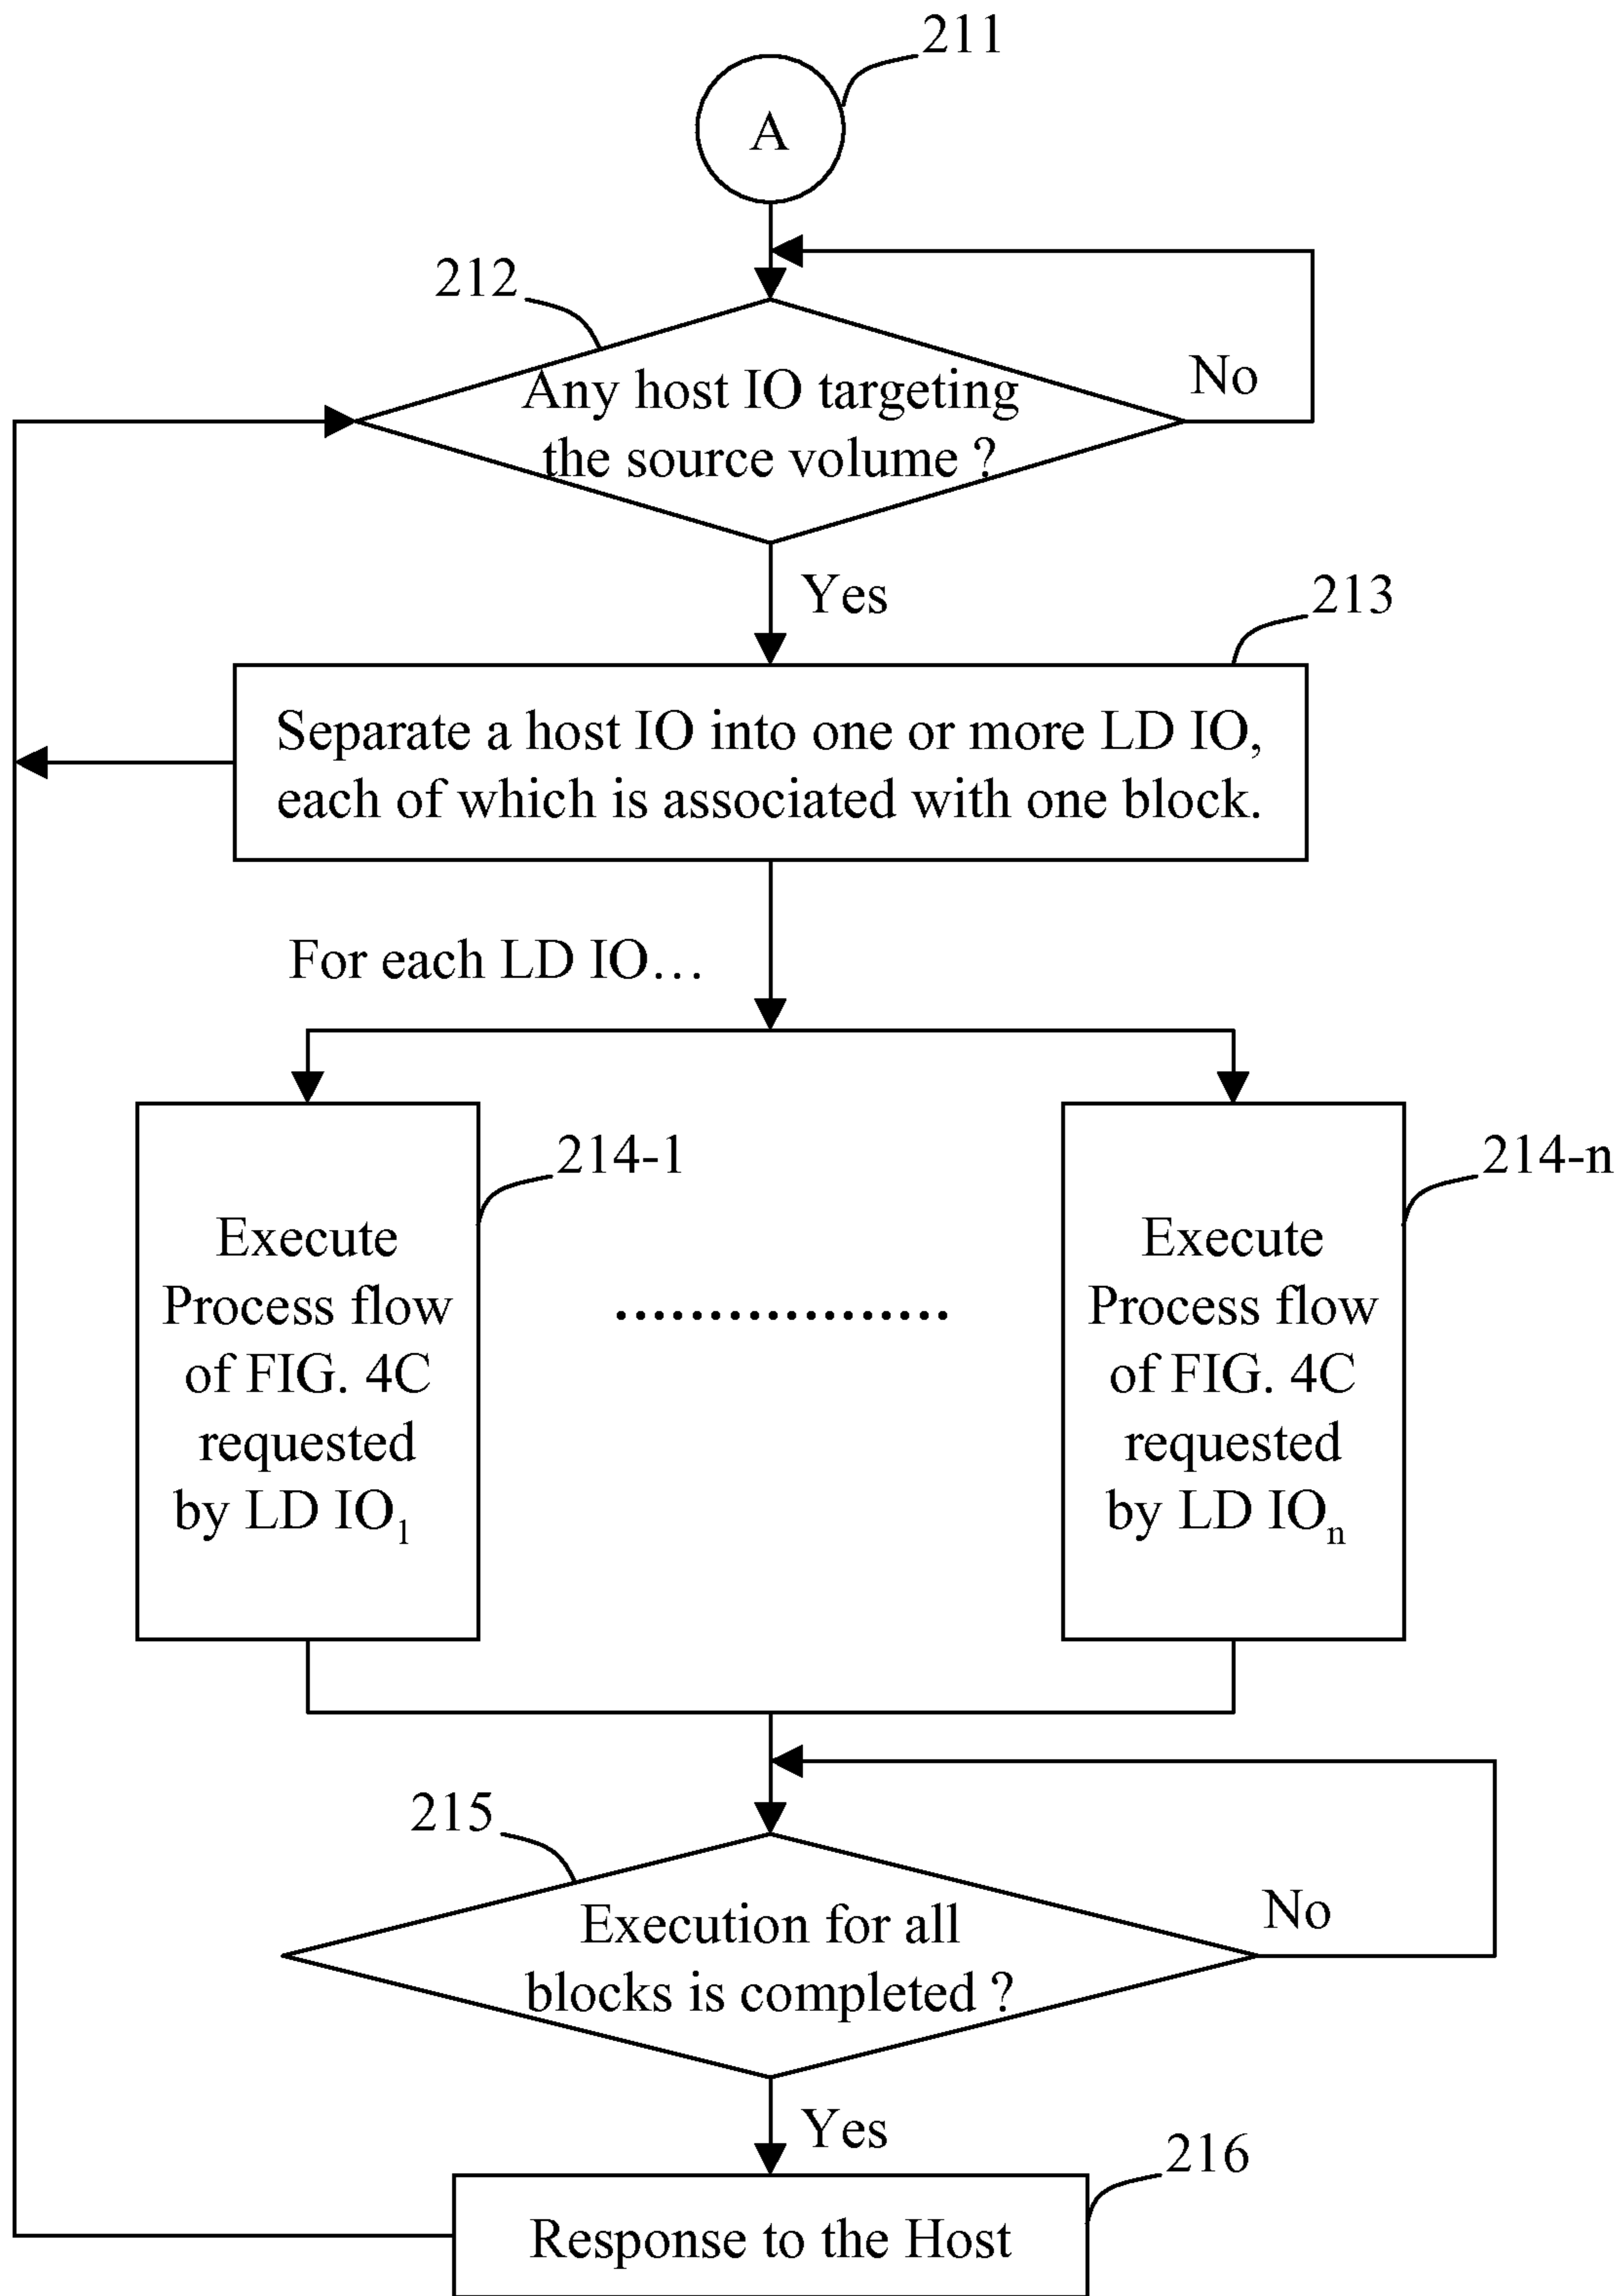 211
A
212
Any host IO targeting
the source volume ?
No
Yes
213
Separate a host IO into one or more LD IO,
each of which is associated with one block.
For each LD IO…
214-1
Execute
Process flow
of FIG. 4C
requested
by LD IO1
..................
214-n
Execute
Process flow
of FIG. 4C
requested
by LD IOn
215
Execution for all
blocks is completed ?
No
Yes
216
Response to the Host